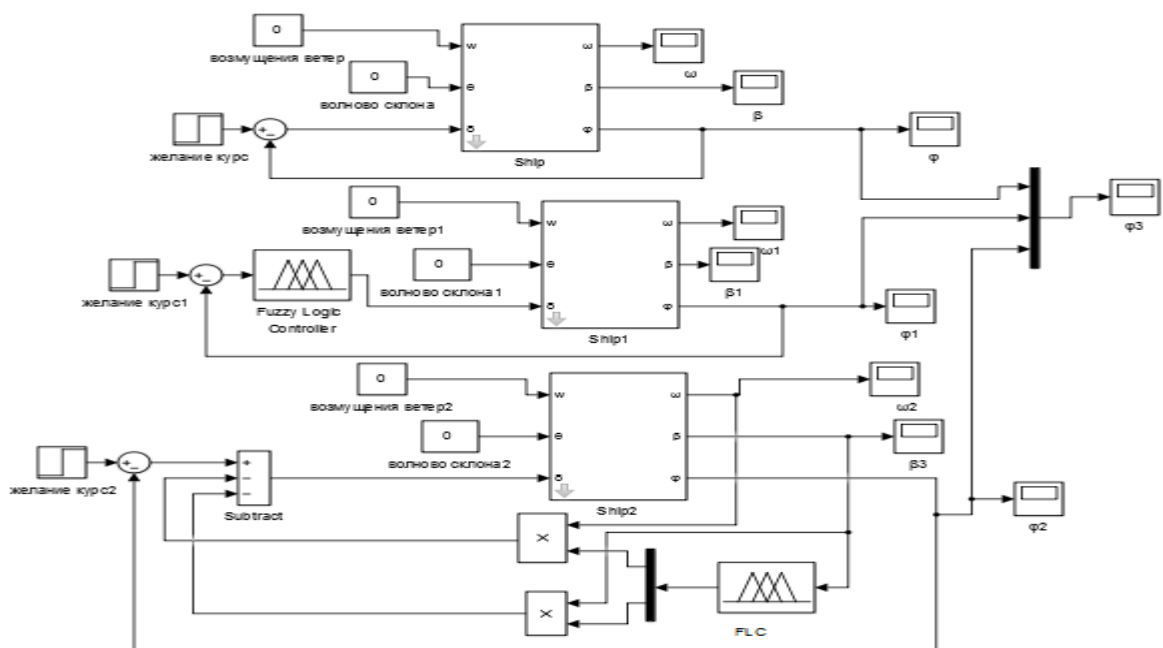 0
возмущения ветер
0
волново склона
желание курс
w
θ
δ
ω
β
φ
Ship
ω
β
φ
0
возмущения ветер1
0
волново склона1
желание курс1
Fuzzy Logic
Controller
w
θ
δ
ω
β
φ
Ship1
ω1
β1
φ1
φ3
0
возмущения ветер2
0
волново склона2
желание курс2
Subtract
w
θ
δ
ω
β
φ
Ship2
ω2
β3
φ2
×
×
FLC